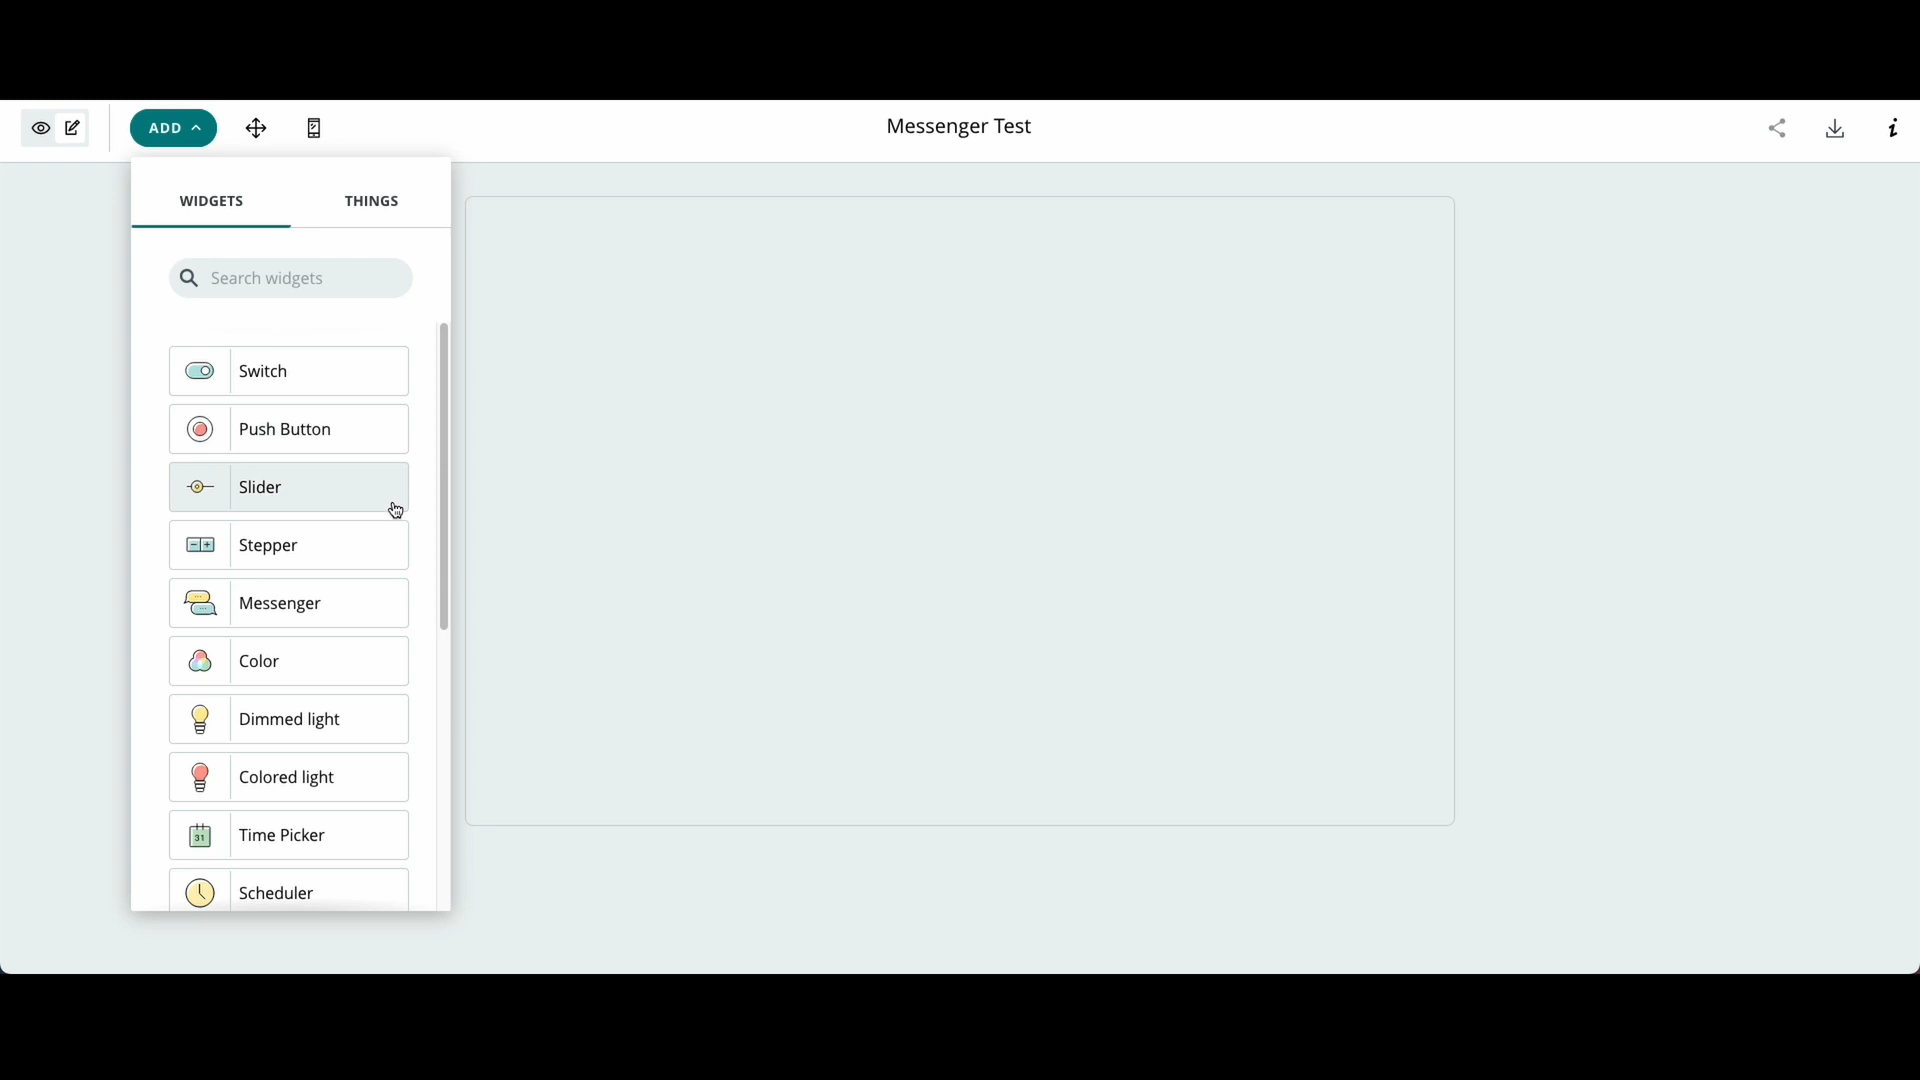 ADD
Messenger Test
i
WIDGETS THINGS
Search widgets
Switch
Push Button
Slider
Stepper
Messenger
Color
Dimmed light
Colored light
31
Time Picker
Scheduler